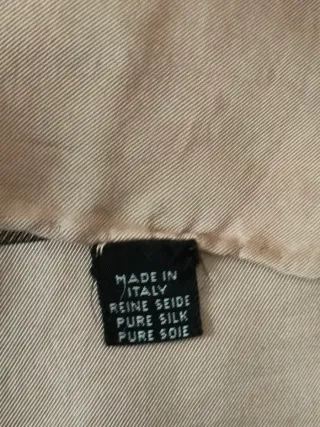 MADE IN
ITALY
REINE SEIDE
PURE SILK
PURE SOIE